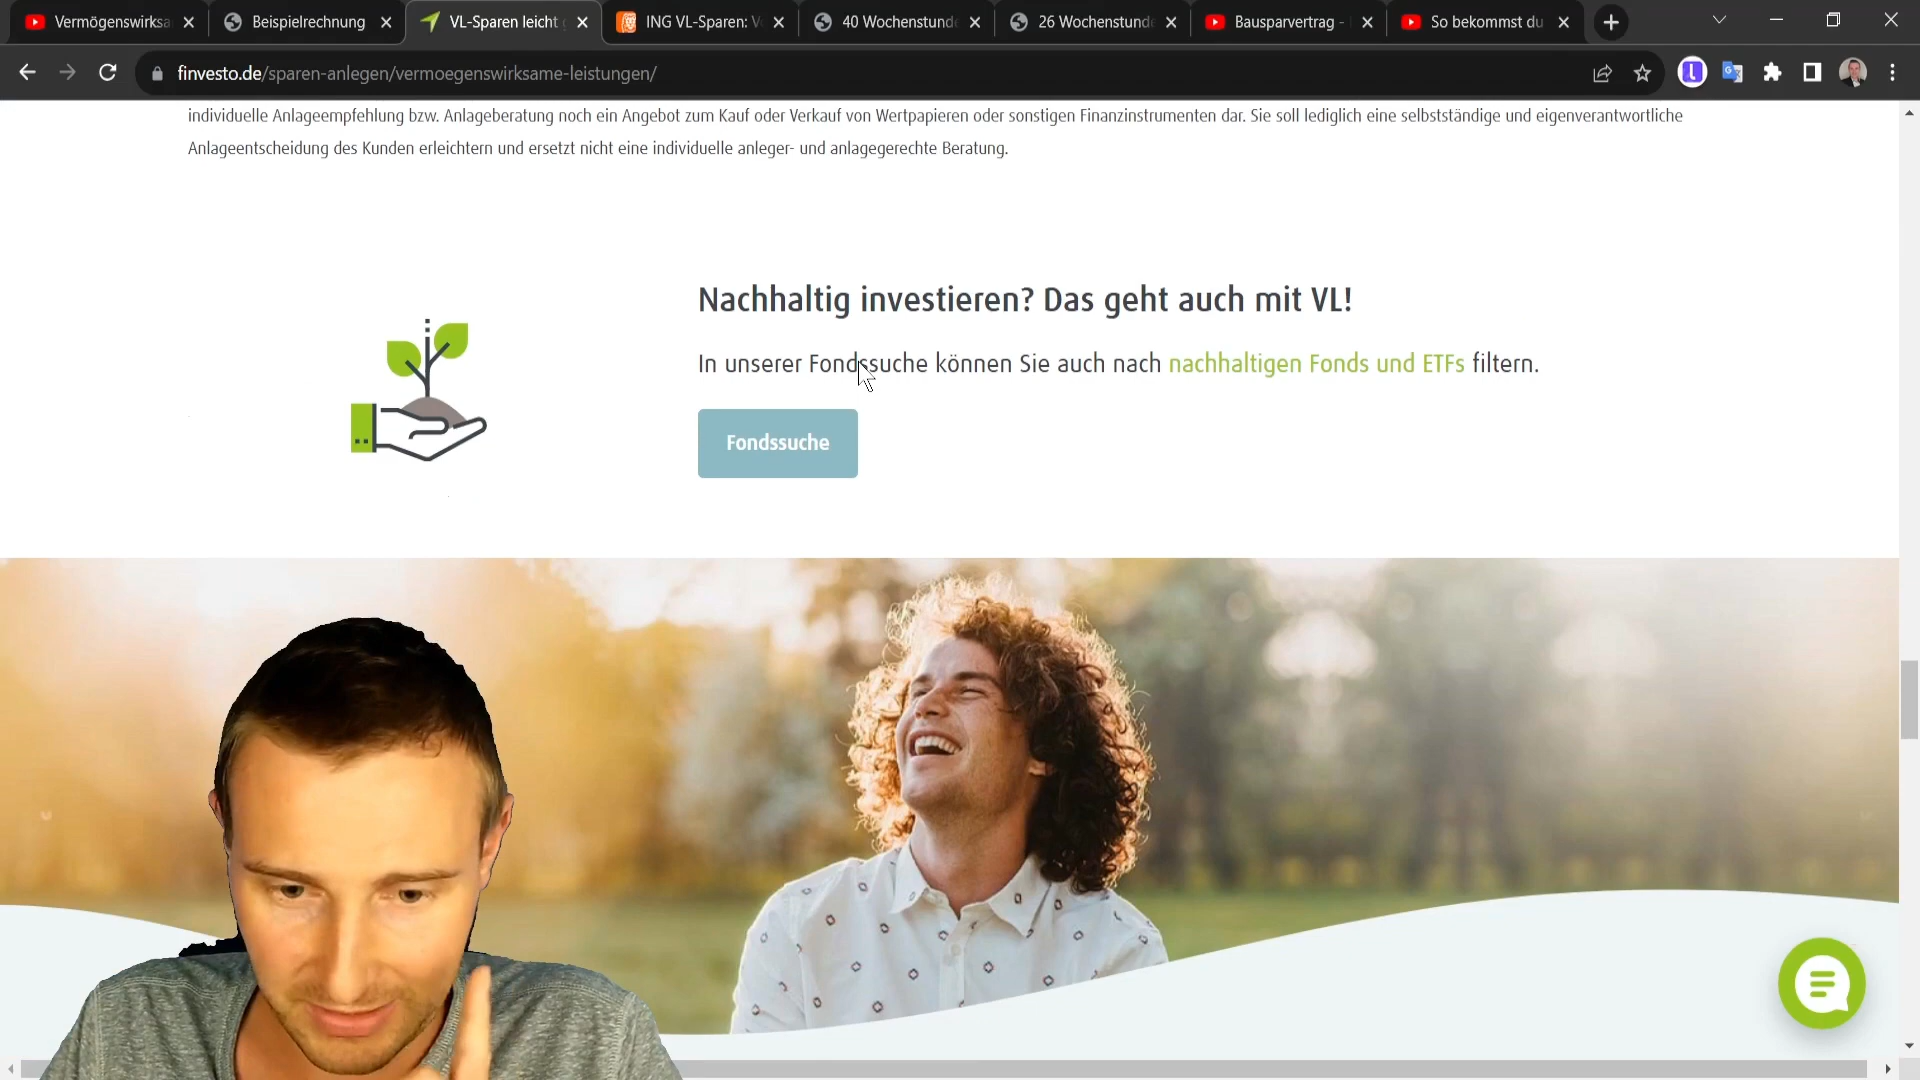 Vermögenswirksa
Beispielrechnung
VL-Sparen leicht
ING VL-Sparen: V
40 Wochenstund
26 Wochenstund
Bausparvertrag -
So bekommst du
finvesto.de/sparen-anlegen/vermoegenswirksame-leistungen/
individuelle Anlageempfehlung bzw. Anlageberatung noch ein Angebot zum Kauf oder Verkauf von Wertpapieren oder sonstigen Finanzinstrumenten dar. Sie soll lediglich eine selbstständige und eigenverantwortliche
Anlageentscheidung des Kunden erleichtern und ersetzt nicht eine individuelle anleger- und anlagegerechte Beratung.
Nachhaltig investieren? Das geht auch mit VL!
In unserer Fondssuche können Sie auch nach nachhaltigen Fonds und ETFs filtern.
Fondssuche